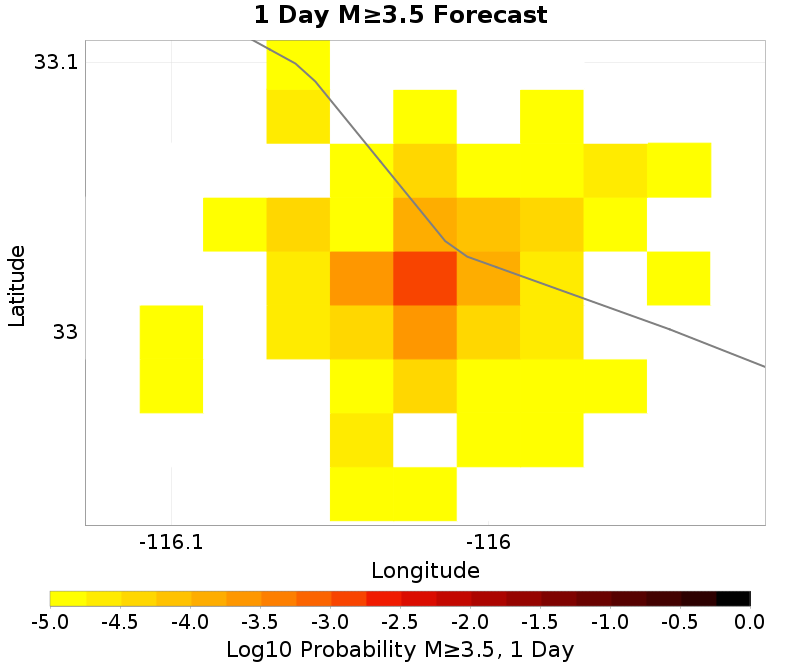 1 Day M≥3.5 Forecast
33.1
33
Latitude
-116.1 -116
Longitude
-5.0 -4.5 -4.0 -3.5 -3.0 -2.5 -2.0 -1.5 -1.0 -0.5 0.0
Log10 Probability M≥3.5, 1 Day